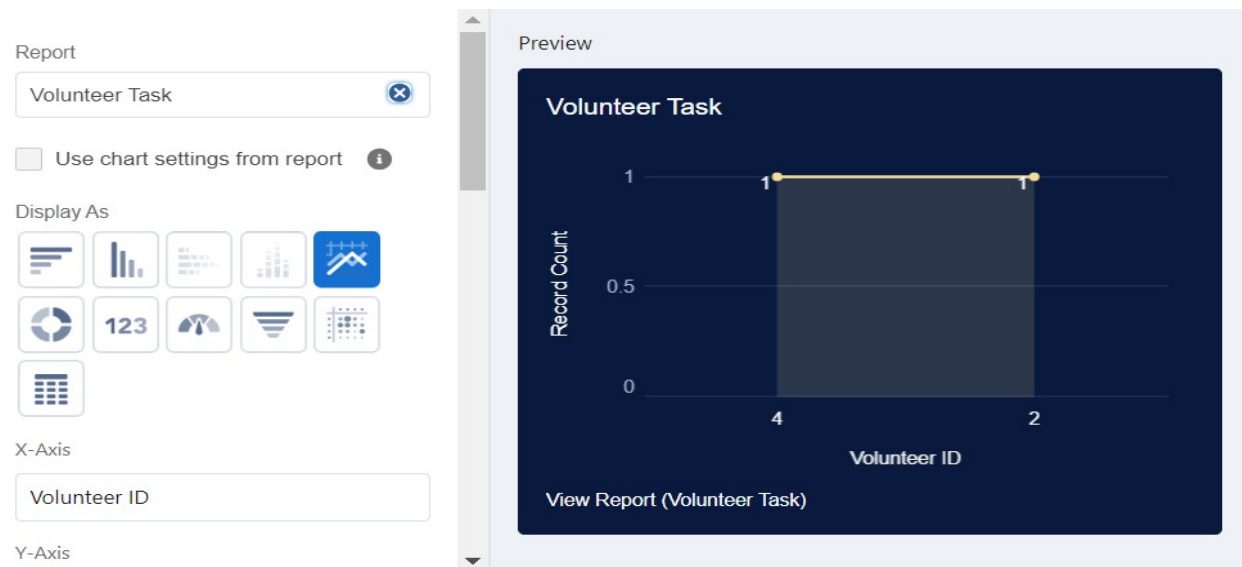 Report
Volunteer Task
Use chart settings from report
Display As
123
X-Axis
Volunteer ID
Y-Axis
Preview
Volunteer Task
1
1
1
0.5
0
Record Count
4
2
Volunteer ID
View Report (Volunteer Task)